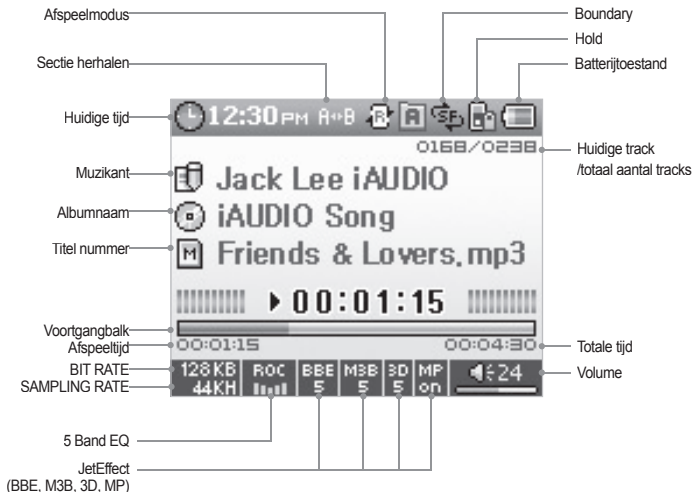 Afspeelmodus
Sectie herhalen
Boundary
Hold
Batterijtoestand
Huidige tijd
12:30 PM A↔B R A SF
0168/0238
Huidige track
/totaal aantal tracks
Muzikant
Jack Lee iAUDIO
Albumnaam
iAUDIO Song
Titel nummer
M Friends & Lovers.mp3
00:01:15
Voortgangbalk
Afspeeltijd
00:01:15
00:04:30
Totale tijd
BIT RATE
128KB ROC BBE M3B 3D MP
SAMPLING RATE
44KH 5 5 5 on
24
Volume
5 Band EQ
JetEffect
(BBE, M3B, 3D, MP)